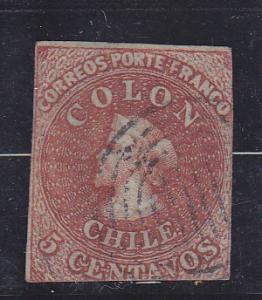 CORREOS PORTE FRANCO
COLON
CHILE.
5 CENTAVOS